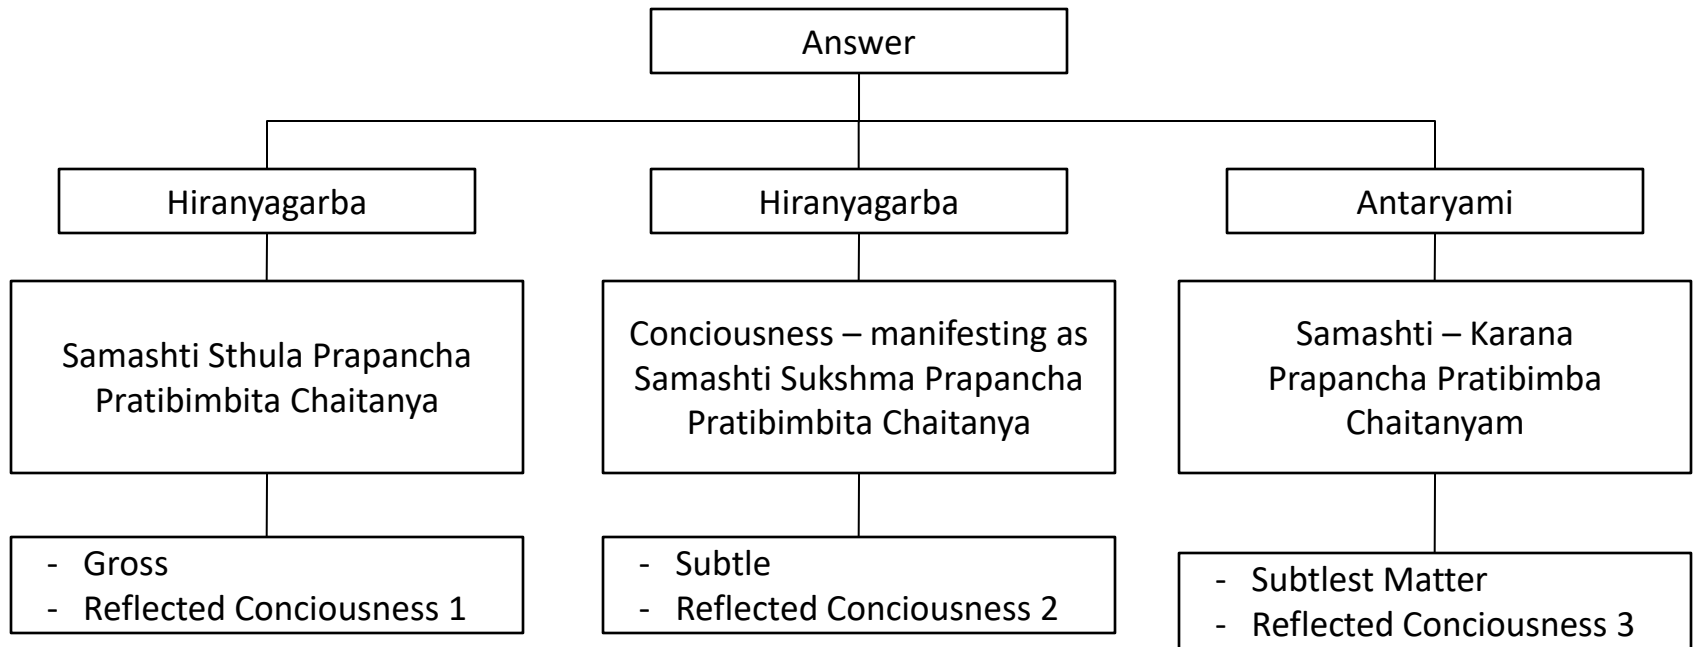 Answer
Hiranyagarba
Samashti Sthula Prapancha
Pratibimbita Chaitanya
- Gross
- Reflected Conciousness 1
Hiranyagarba
Conciousness – manifesting as
Samashti Sukshma Prapancha
Pratibimbita Chaitanya
- Subtle
- Reflected Conciousness 2
Antaryami
Samashti – Karana
Prapancha Pratibimba
Chaitanyam
- Subtlest Matter
- Reflected Conciousness 3